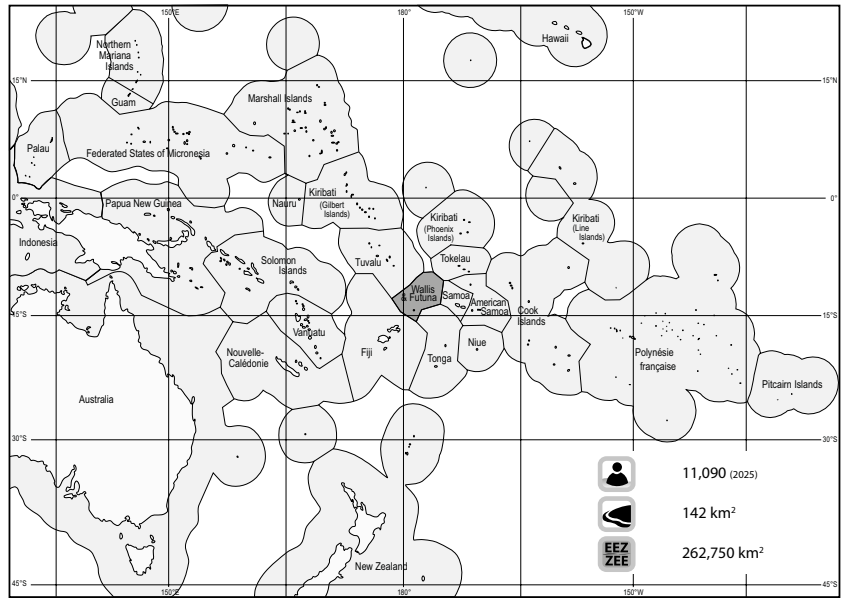 150°E
180°
150°W
Hawaii
Northern
Mariana
Islands
15°N
15°N
Guam
Marshall Islands
Palau
Federated States of Micronesia
0°
0°
Papua New Guinea
Nauru
Kiribati
(Gilbert
Islands)
Kiribati
(Phoenix
Islands)
Kiribati
(Line
Islands)
Indonesia
Solomon
Islands
Tuvalu
Tokelau
Wallis
& Futuna
Samoa
American
Samoa
Cook
Islands
15°S
15°S
Vanuatu
Nouvelle-
Calédonie
Fiji
Tonga
Niue
Polynésie
française
Pitcairn Islands
Australia
30°S
30°S
11,090 (2025)
142 km²
EEZ
ZEE
262,750 km²
New Zealand
45°S
45°S
150°E
180°
150°W